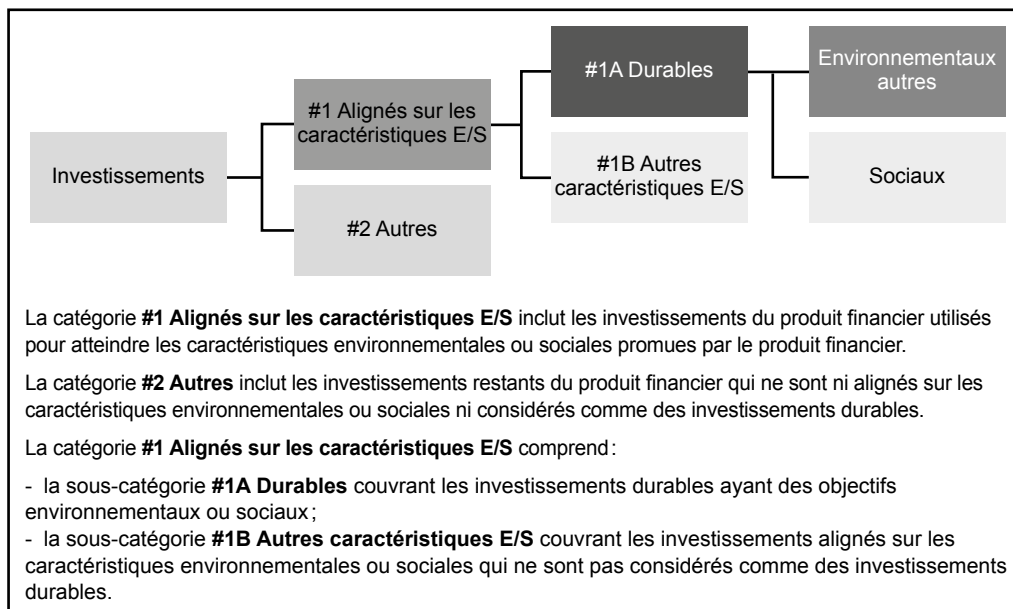 Investissements
#1 Alignés sur les
caractéristiques E/S
#2 Autres
#1A Durables
#1B Autres
caractéristiques E/S
Environnementaux
autres
Sociaux
La catégorie #1 Alignés sur les caractéristiques E/S inclut les investissements du produit financier utilisés
pour atteindre les caractéristiques environnementales ou sociales promues par le produit financier.
La catégorie #2 Autres inclut les investissements restants du produit financier qui ne sont ni alignés sur les
caractéristiques environnementales ou sociales ni considérés comme des investissements durables.
La catégorie #1 Alignés sur les caractéristiques E/S comprend :
- la sous-catégorie #1A Durables couvrant les investissements durables ayant des objectifs
environnementaux ou sociaux ;
- la sous-catégorie #1B Autres caractéristiques E/S couvrant les investissements alignés sur les
caractéristiques environnementales ou sociales qui ne sont pas considérés comme des investissements
durables.